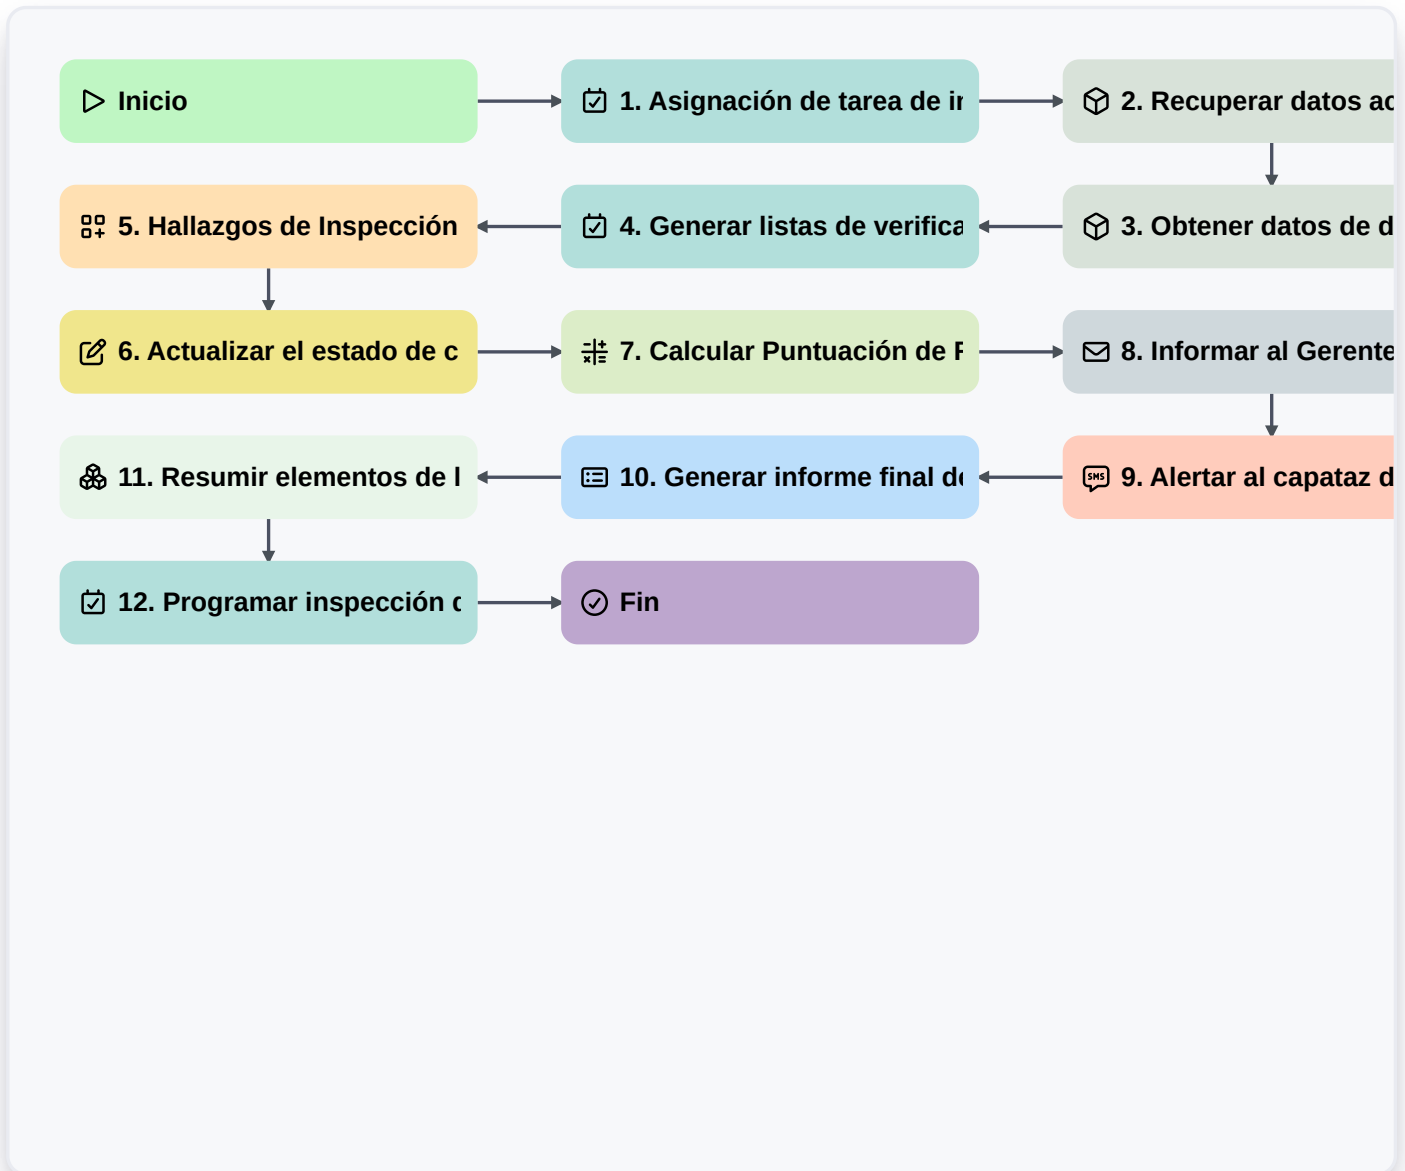 Inicio
1. Asignación de tarea de
2. Recuperar datos
5. Hallazgos de Inspección
4. Generar listas de
3. Obtener datos de
6. Actualizar el estado de
7. Calcular Puntuación de
8. Informar al Gerente
11. Resumir elementos de
10. Generar informe final
9. Alertar al capataz
SMS
12. Programar inspección
Fin